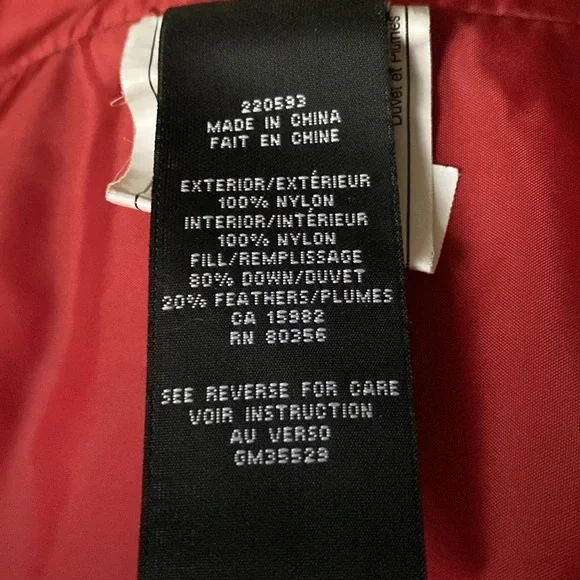 220593
MADE IN CHINA
FAIT EN CHINE
EXTERIOR/EXTÉRIEUR
100% NYLON
INTERIOR/INTÉRIEUR
100% NYLON
FILL/REMPLISSAGE
80% DOWN/DUVET
20% FEATHERS/PLUMES
CA 15982
RN 80356
SEE REVERSE FOR CARE
VOIR INSTRUCTION
AU VERSO
GM35529
Duvet et Plumes